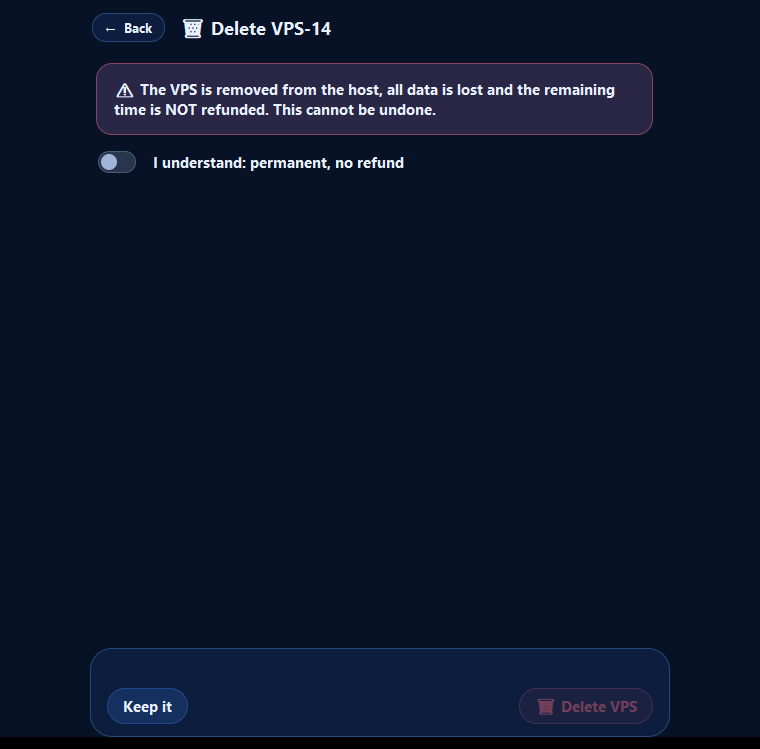 ← Back
Delete VPS-14
⚠ The VPS is removed from the host, all data is lost and the remaining
time is NOT refunded. This cannot be undone.
I understand: permanent, no refund
Keep it
Delete VPS